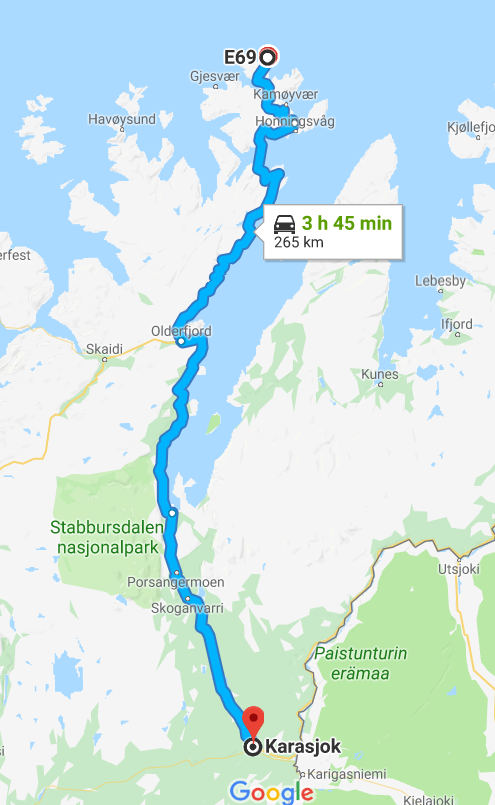 E69
Gjesvær
Kamøyvær
Havøysund
Honningsvåg
Kjøllefjo
3 h 45 min
265 km
erfest
Lebesby
Ifjord
Olderfjord
Skaidi
Kunes
Stabbursdalen
nasjonalpark
Utsjoki
Porsangermoen
Skoganvarri
Paistunturin
erämaa
Karasjok
Karigasniemi
Google
Kielajoki